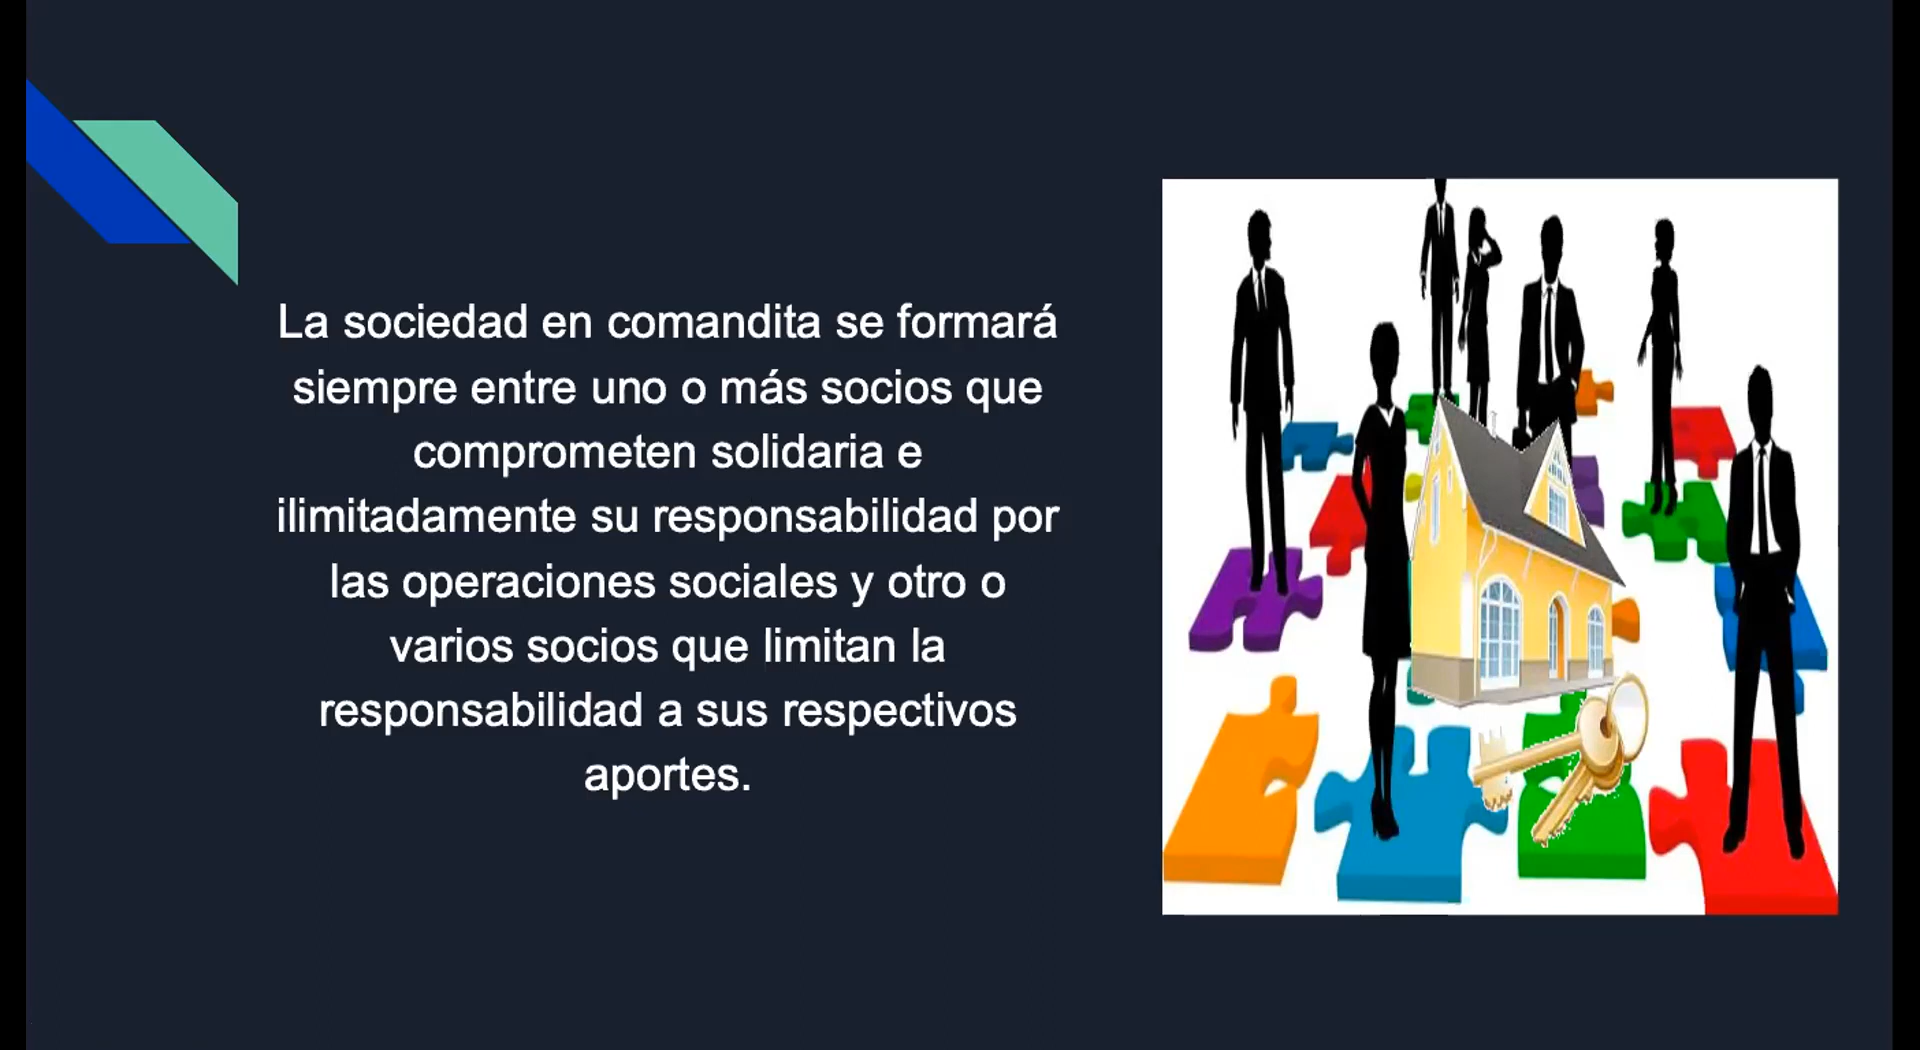 La sociedad en comandita se formará
siempre entre uno o más socios que
comprometen solidaria e
ilimitadamente su responsabilidad por
las operaciones sociales y otro o
varios socios que limitan la
responsabilidad a sus respectivos
aportes.